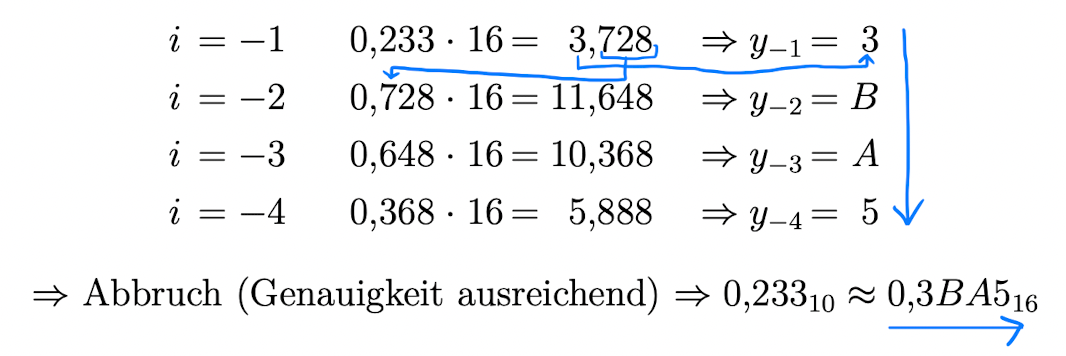 i = −1 0,233 · 16 = 3,728 ⇒ y₋₁ = 3
i = −2 0,728 · 16 = 11,648 ⇒ y₋₂ = B
i = −3 0,648 · 16 = 10,368 ⇒ y₋₃ = A
i = −4 0,368 · 16 = 5,888 ⇒ y₋₄ = 5
⇒ Abbruch (Genauigkeit ausreichend) ⇒ 0,233₁₀ ≈ 0,3BA5₁₆